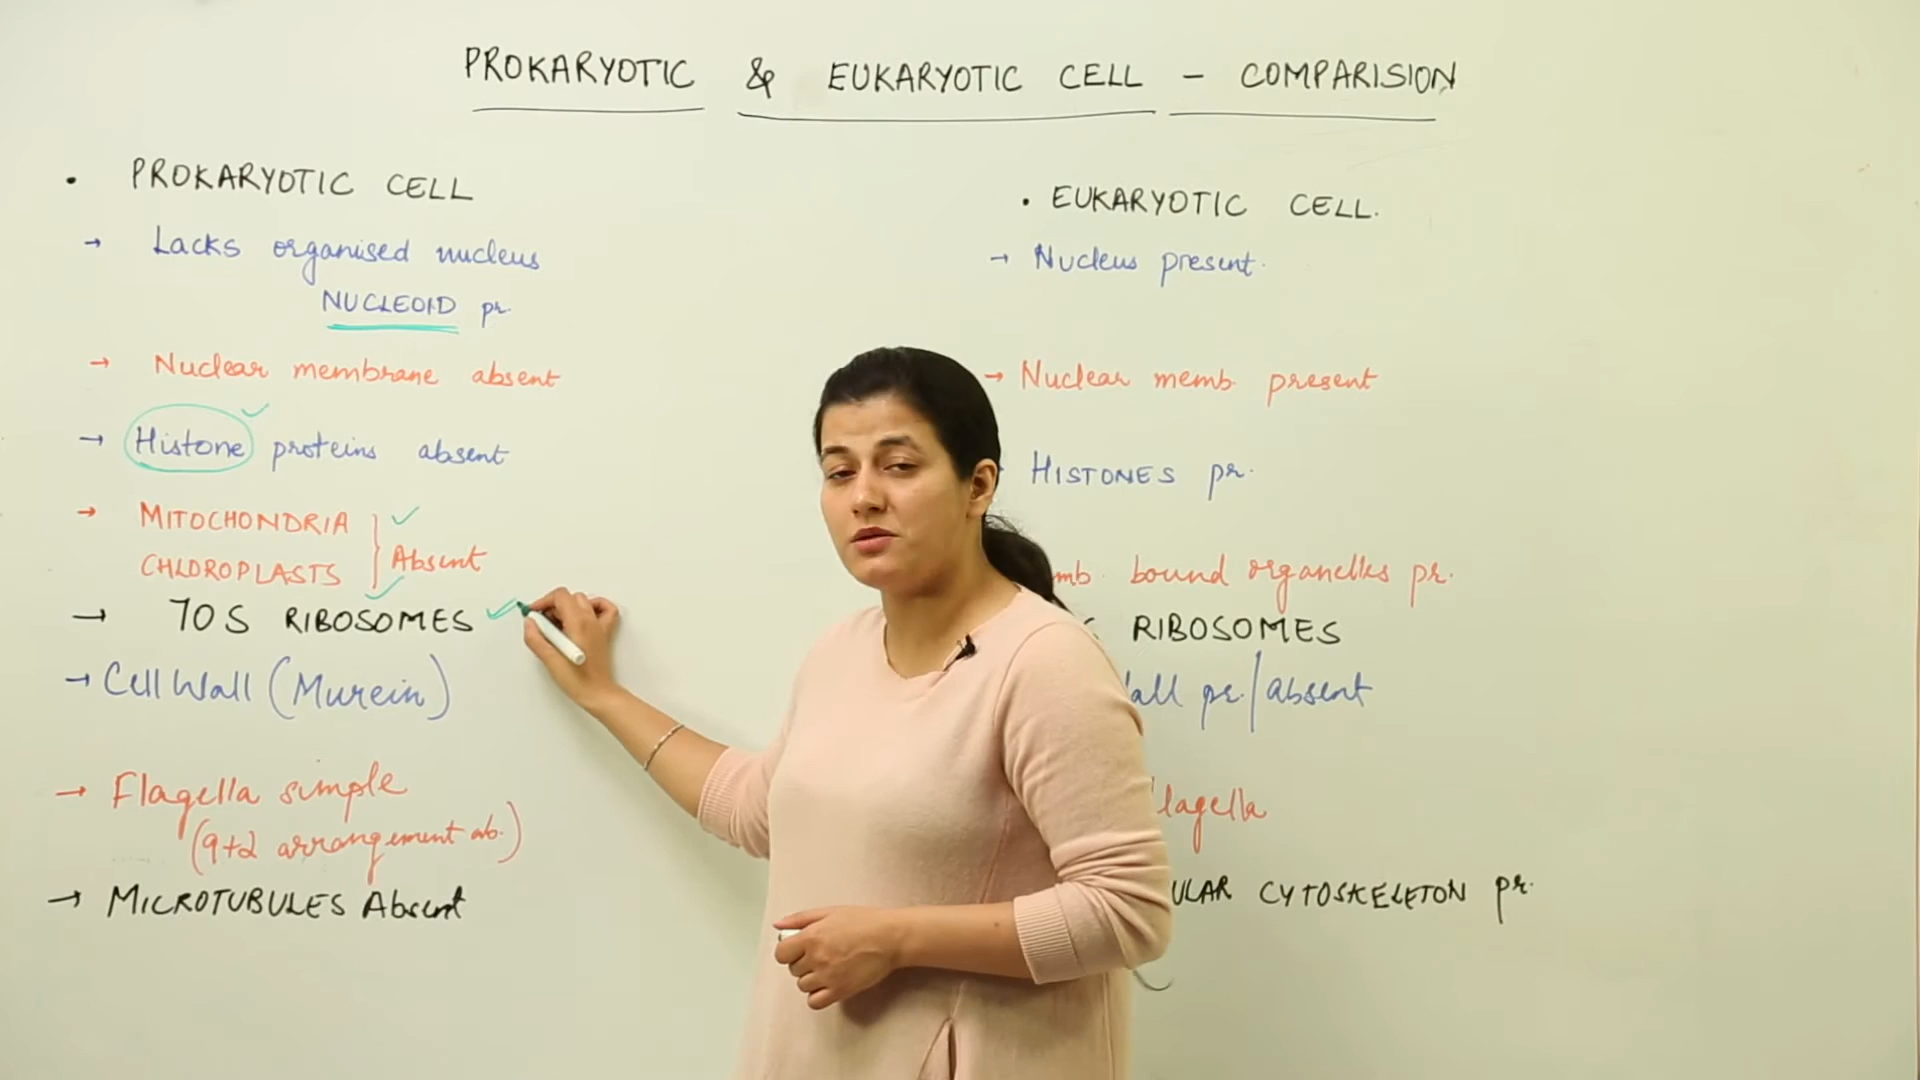 PROKARYOTIC & EUKARYOTIC CELL - COMPARISION
• PROKARYOTIC CELL
→ Lacks organised nucleus
NUCLEOID pr.
→ Nuclear membrane absent
→ Histone proteins absent
→ MITOCHONDRIA
CHLOROPLASTS } Absent
→ 70 S RIBOSOMES
→ Cell Wall (Murein)
→ Flagella simple
(9+2 arrangement ab.)
→ MICROTUBULES Absent
• EUKARYOTIC CELL.
→ Nucleus present.
→ Nuclear memb. present
HISTONES pr.
bound organelles pr.
RIBOSOMES
pr. / absent
CYTOSKELETON pr.